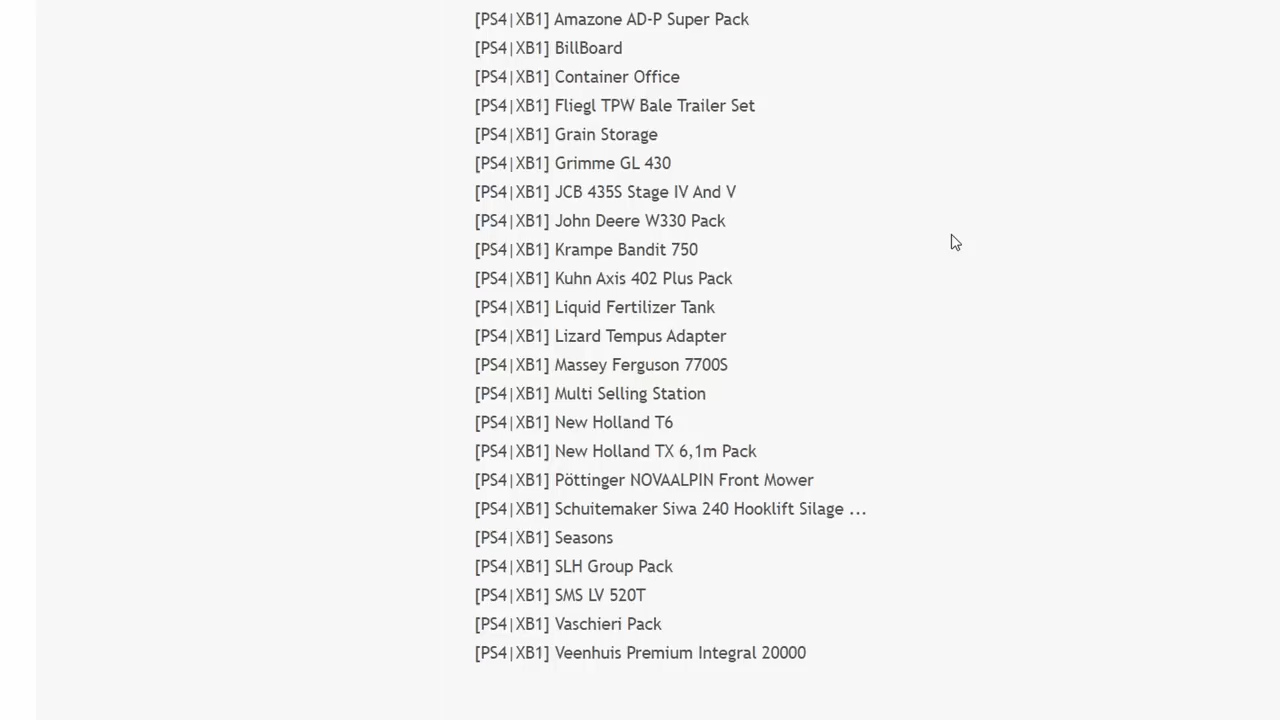 [PS4|XB1] Amazone AD-P Super Pack
[PS4|XB1] BillBoard
[PS4|XB1] Container Office
[PS4|XB1] Fliegl TPW Bale Trailer Set
[PS4|XB1] Grain Storage
[PS4|XB1] Grimme GL 430
[PS4|XB1] JCB 435S Stage IV And V
[PS4|XB1] John Deere W330 Pack
[PS4|XB1] Krampe Bandit 750
[PS4|XB1] Kuhn Axis 402 Plus Pack
[PS4|XB1] Liquid Fertilizer Tank
[PS4|XB1] Lizard Tempus Adapter
[PS4|XB1] Massey Ferguson 7700S
[PS4|XB1] Multi Selling Station
[PS4|XB1] New Holland T6
[PS4|XB1] New Holland TX 6,1m Pack
[PS4|XB1] Pöttinger NOVAALPIN Front Mower
[PS4|XB1] Schuitemaker Siwa 240 Hooklift Silage ...
[PS4|XB1] Seasons
[PS4|XB1] SLH Group Pack
[PS4|XB1] SMS LV 520T
[PS4|XB1] Vaschieri Pack
[PS4|XB1] Veenhuis Premium Integral 20000